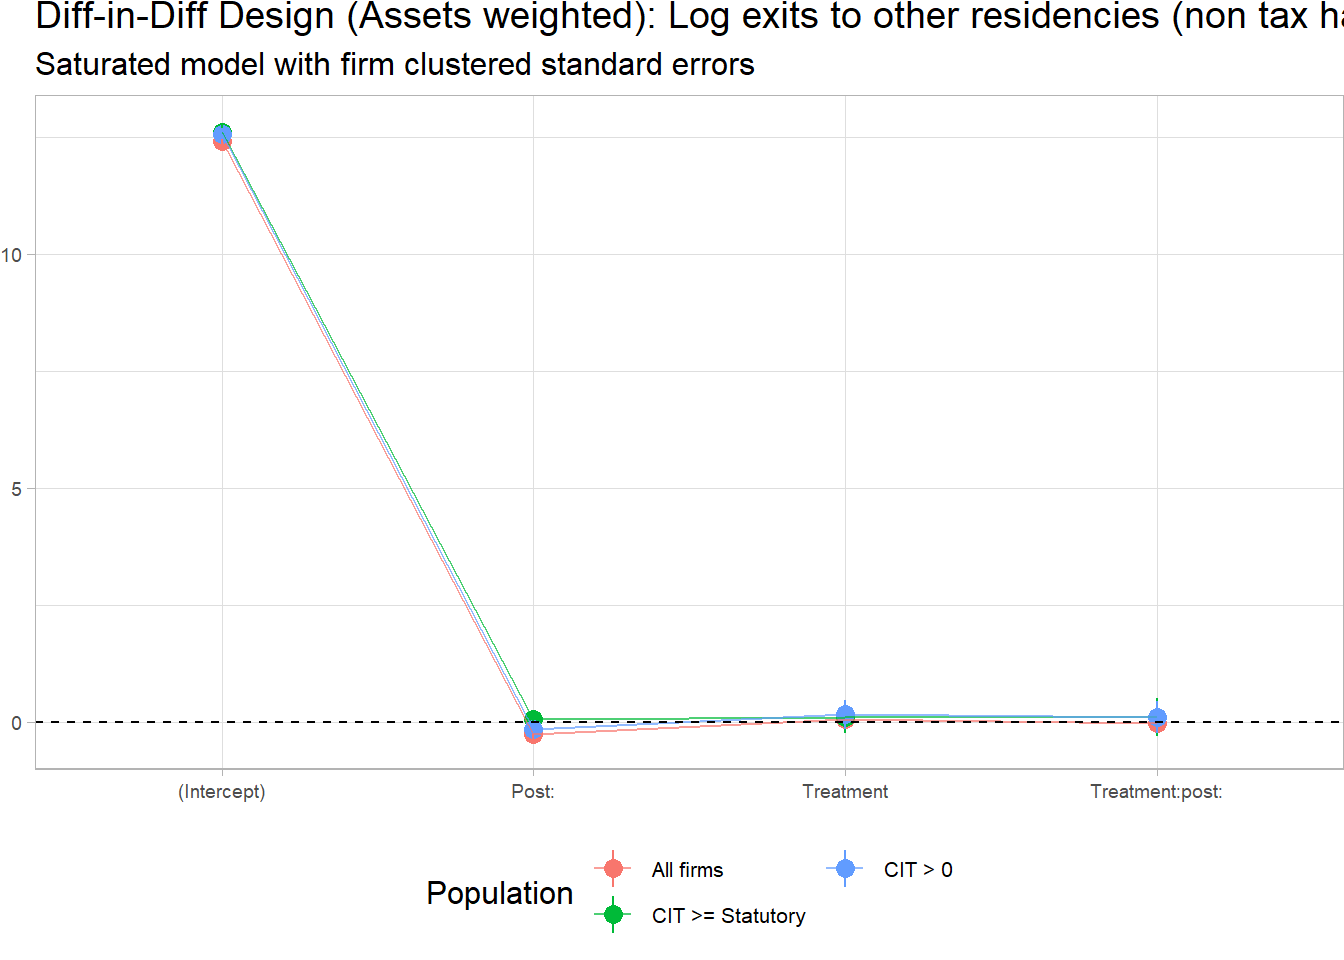 Diff-in-Diff Design (Assets weighted): Log exits to other residencies (non tax
Saturated model with firm clustered standard errors
10
5
0
(Intercept) Post: Treatment Treatment:post:
Population
All firms CIT > 0
CIT >= Statutory